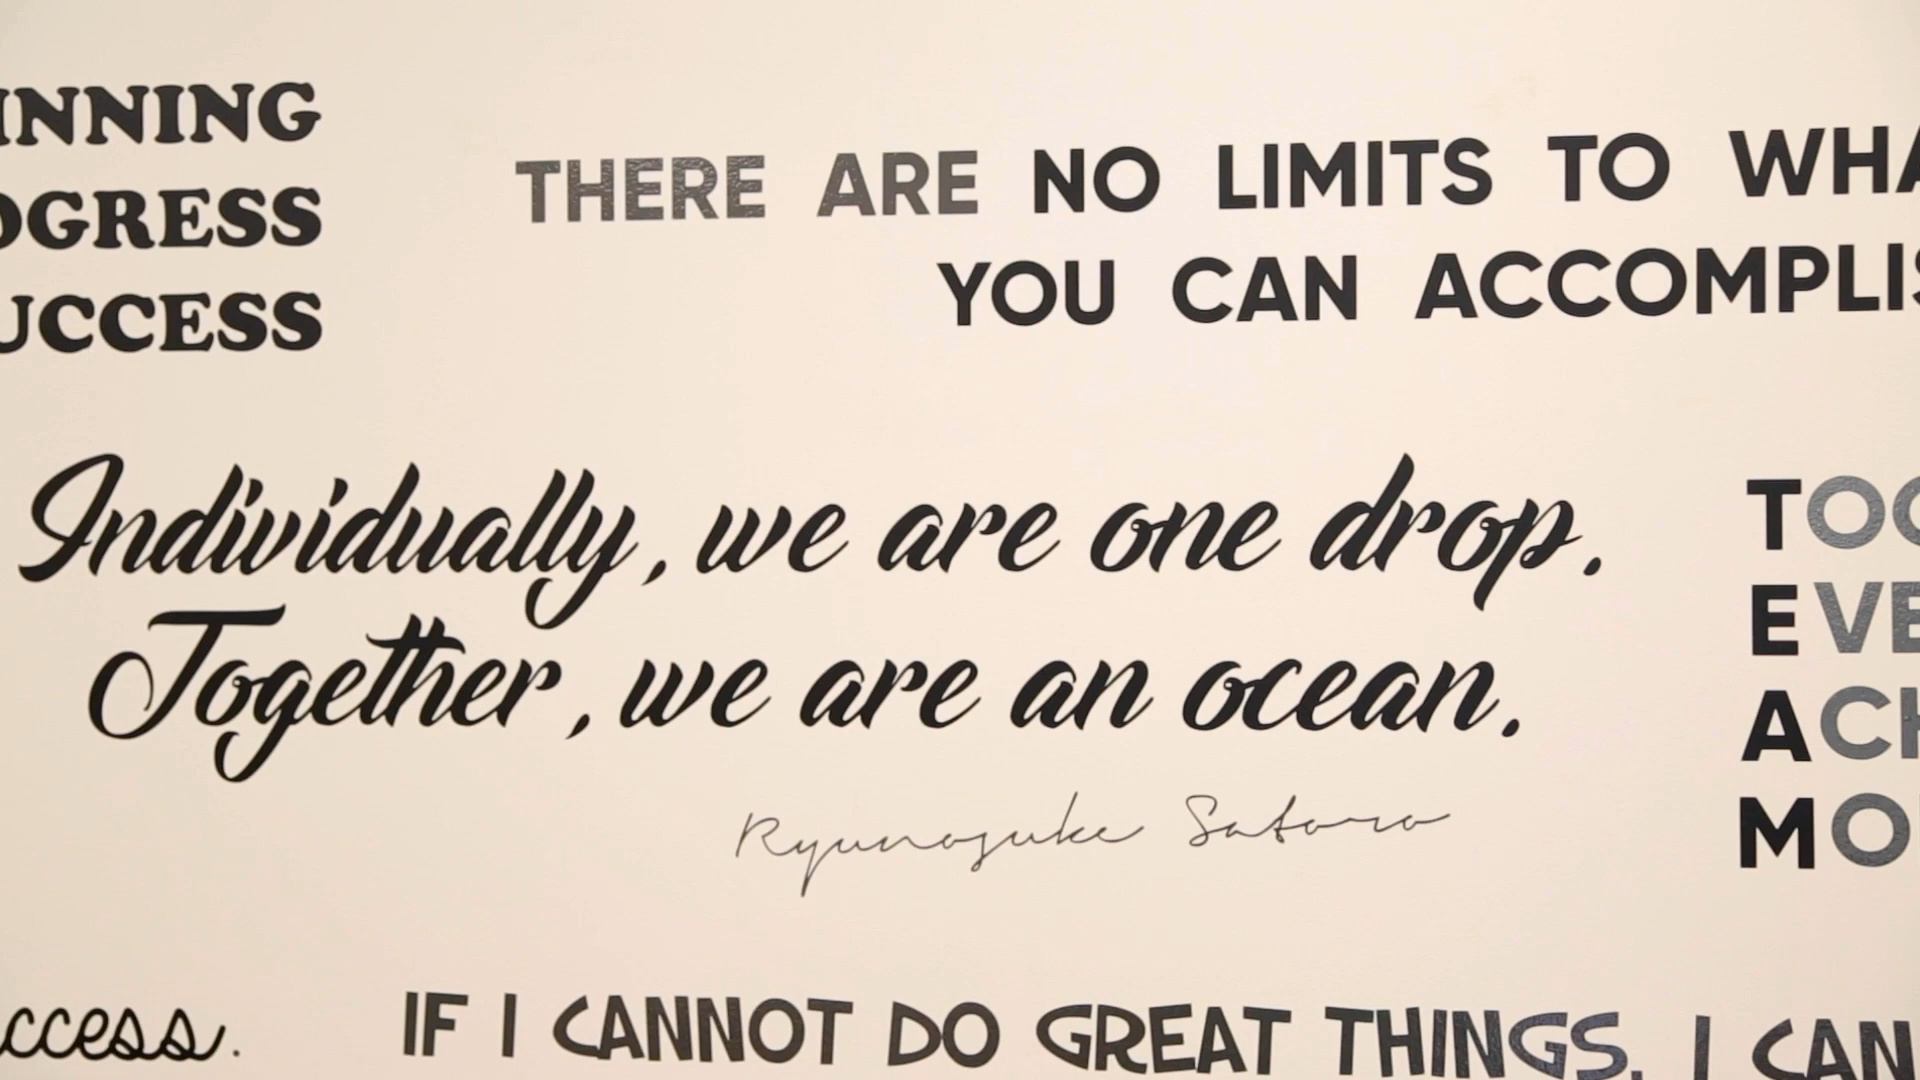 INNING
OGRESS
UCCESS
THERE ARE NO LIMITS TO WHA
YOU CAN ACCOMPLIS
Individually, we are one drop.
Together, we are an ocean.
Ryunosuke Satoro
TOG
EVE
ACH
MO
ccess.
IF I CANNOT DO GREAT THINGS, I CAN